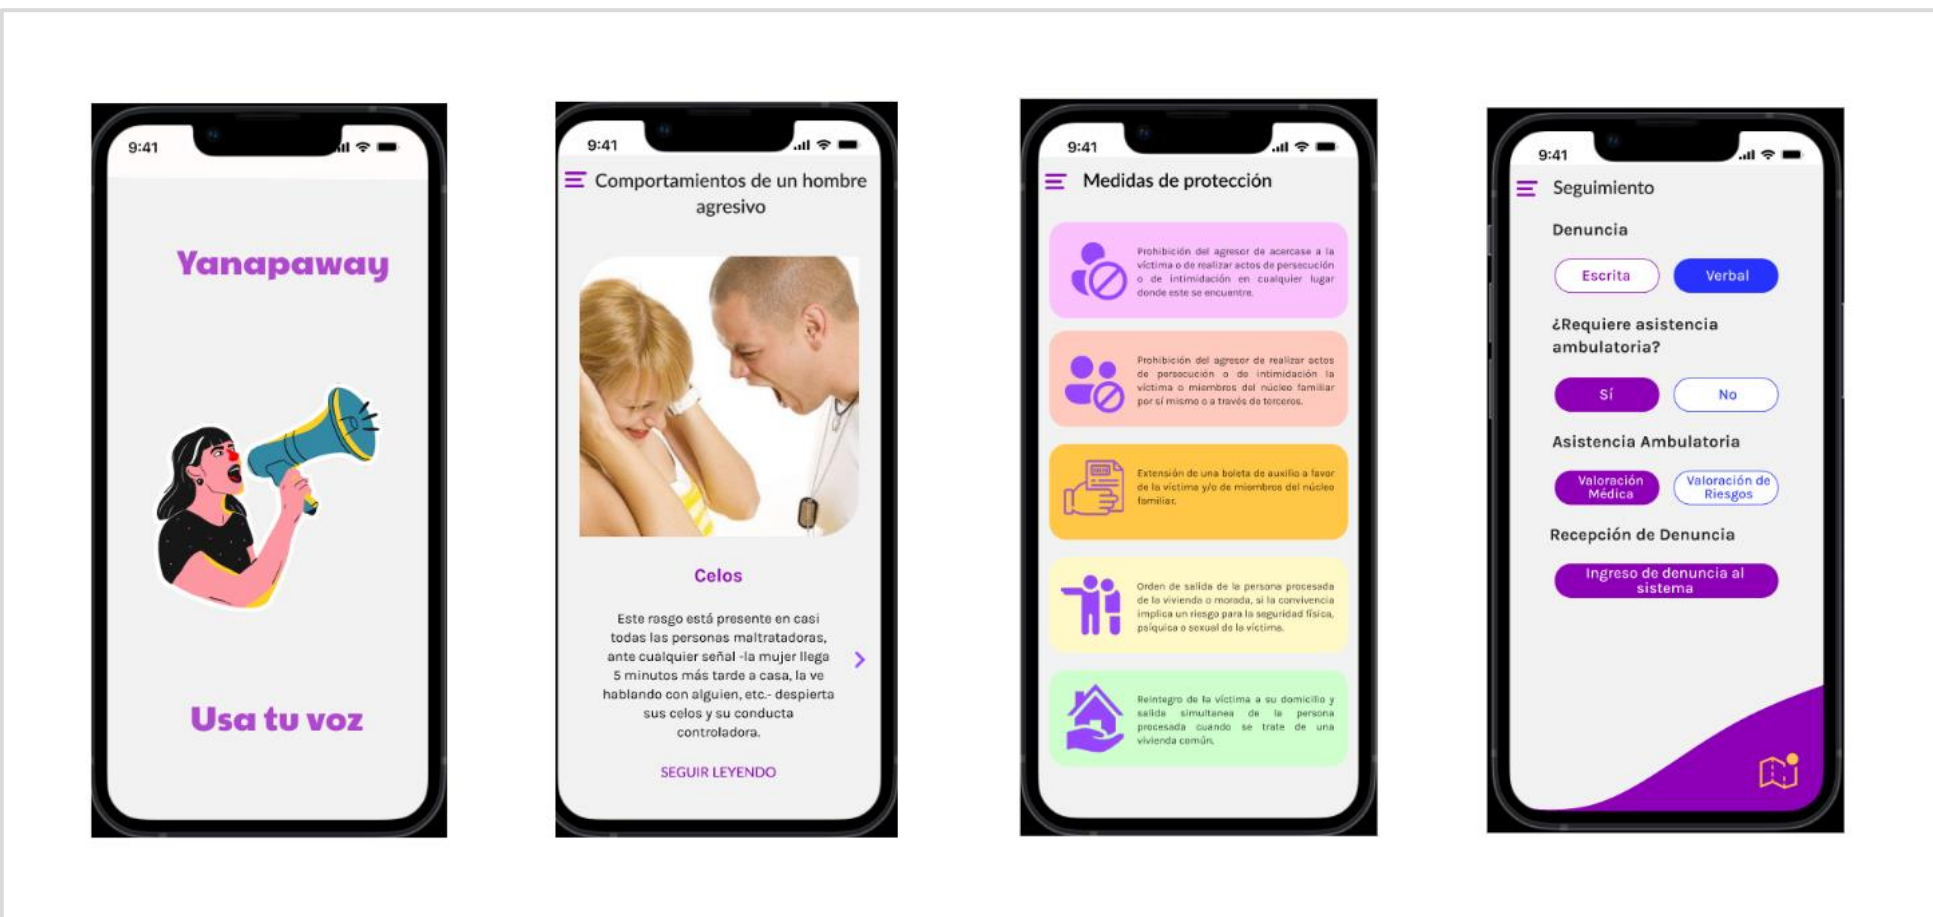 9:41
Yanapaway
Usa tu voz
9:41
Comportamientos de un hombre
agresivo
Celos
Este rasgo está presente en casi
todas las personas maltratadoras,
ante cualquier señal -la mujer llega
5 minutos más tarde a casa, la ve
hablando con alguien, etc.- despierta
sus celos y su conducta
controladora.
SEGUIR LEYENDO
9:41
Medidas de protección
Prohibición del agresor de acercase a la
víctima o de realizar actos de persecución
o de intimidación en cualquier lugar
donde este se encuentre.
Prohibición del agresor de realizar actos
de persecución o de intimidación la
víctima o miembros del núcleo familiar
por sí mismo o a través de terceros.
Extensión de una boleta de auxilio a favor
de la víctima y/o de miembros del núcleo
familiar.
Orden de salida de la persona procesada
de la vivienda o morada, si la convivencia
implica un riesgo para la seguridad física,
psíquica o sexual de la víctima.
Reintegro de la víctima a su domicilio y
salida simultanea de la persona
procesada cuando se trate de una
vivienda común.
9:41
Seguimiento
Denuncia
Escrita
Verbal
¿Requiere asistencia
ambulatoria?
Sí
No
Asistencia Ambulatoria
Valoración
Médica
Valoración de
Riesgos
Recepción de Denuncia
Ingreso de denuncia al
sistema